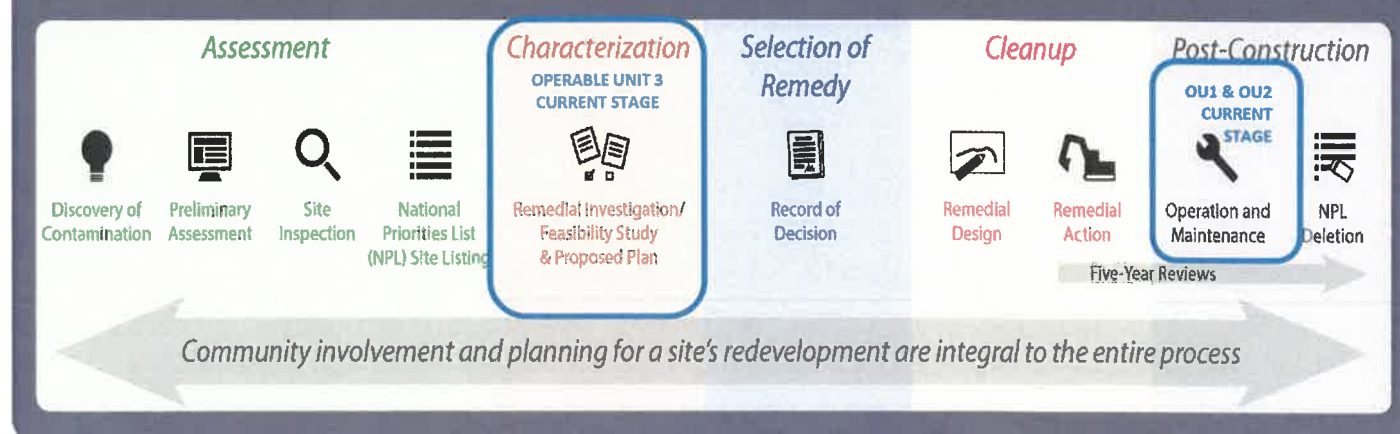 Assessment
Characterization
OPERABLE UNIT 3
CURRENT STAGE
Selection of
Remedy
Cleanup
Post-Construction
OU1 & OU2
CURRENT
STAGE
Discovery of
Contamination
Preliminary
Assessment
Site
Inspection
National
Priorities List
(NPL) Site Listing
Remedial Investigation/
Feasibility Study
& Proposed Plan
Record of
Decision
Remedial
Design
Remedial
Action
Operation and
Maintenance
NPL
Deletion
Five-Year Reviews
Community involvement and planning for a site's redevelopment are integral to the entire process